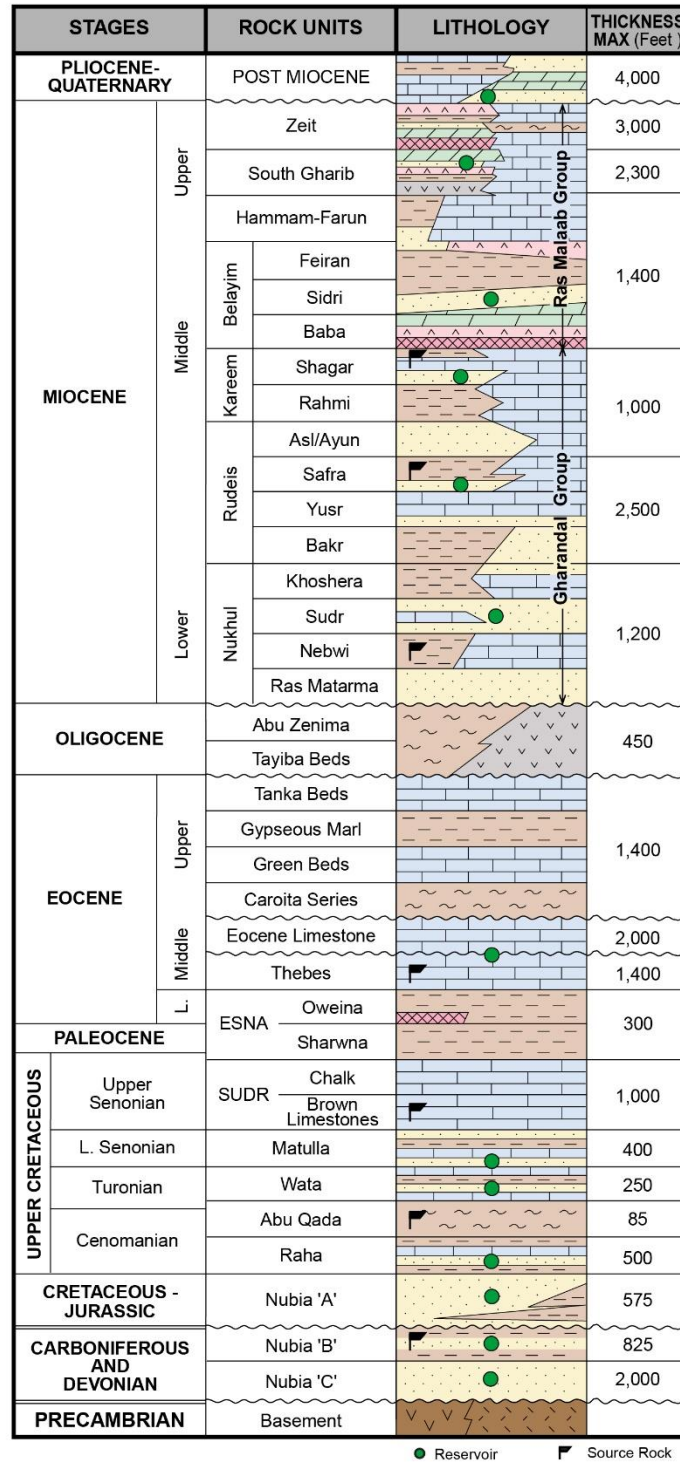 STAGES ROCK UNITS LITHOLOGY THICKNESS
MAX (Feet)
PLIOCENE-
QUATERNARY POST MIOCENE 4,000
MIOCENE
Upper
Middle
Lower
Zeit 3,000
South Gharib 2,300
Hammam-Farun
Belayim
Feiran
Sidri
Baba
1,400
Ras Malaab Group
Kareem
Shagar
Rahmi
1,000
Rudeis
Asl/Ayun
Safra
Yusr
Bakr
2,500
Gharandal Group
Nukhul
Khoshera
Sudr
Nebwi
Ras Matarma
1,200
OLIGOCENE
Abu Zenima
Tayiba Beds
450
EOCENE
Upper
Middle
L.
Tanka Beds
Gypseous Marl
Green Beds
Caroita Series
1,400
Eocene Limestone 2,000
Thebes 1,400
PALEOCENE
ESNA
Oweina
Sharwna
300
UPPER CRETACEOUS
Upper
Senonian
SUDR
Chalk
Brown
Limestones
1,000
L. Senonian Matulla 400
Turonian Wata 250
Cenomanian
Abu Qada 85
Raha 500
CRETACEOUS -
JURASSIC
Nubia 'A' 575
CARBONIFEROUS
AND
DEVONIAN
Nubia 'B' 825
Nubia 'C' 2,000
PRECAMBRIAN Basement
Reservoir Source Rock